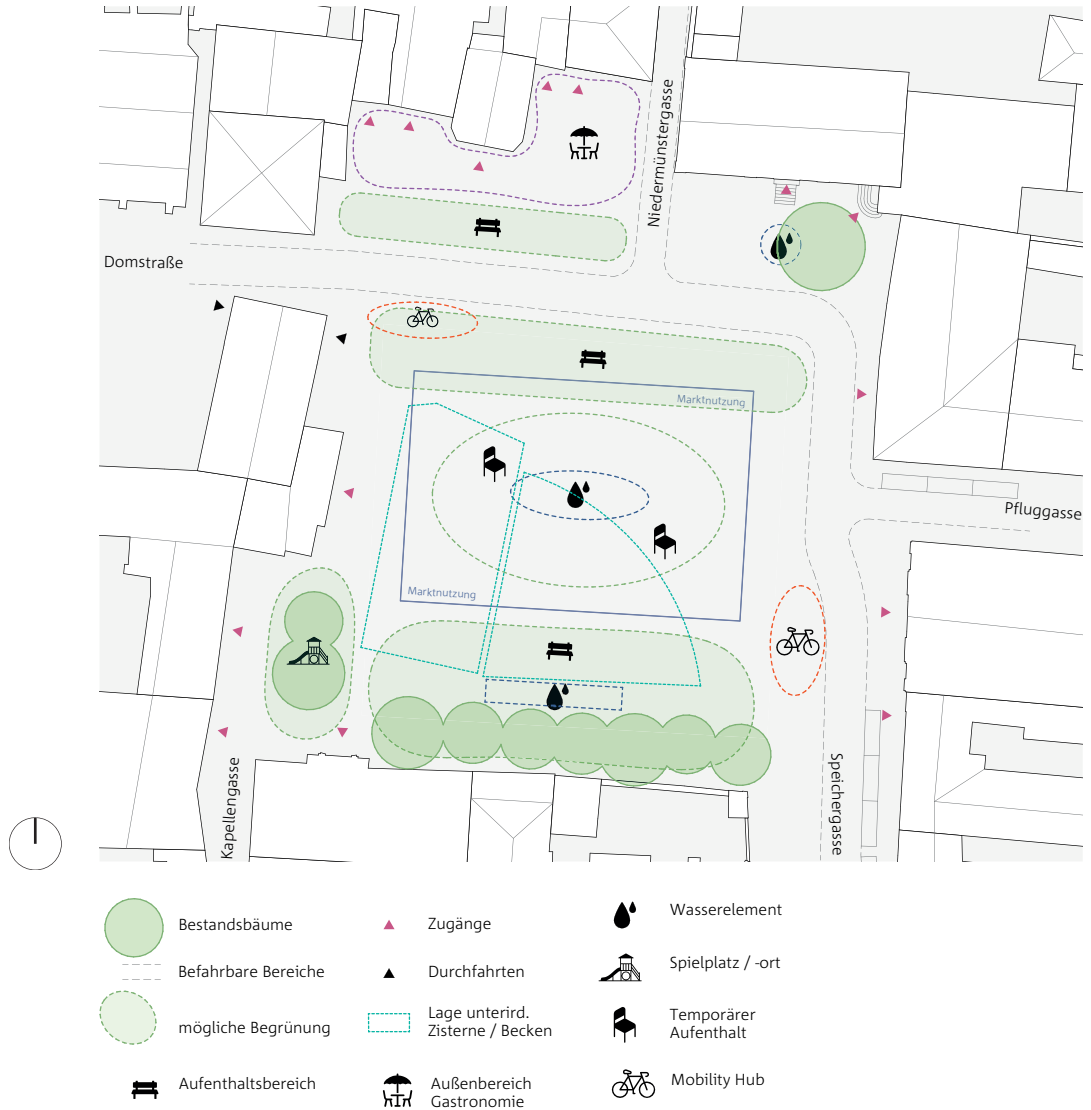 Niedermünstergasse
Domstraße
Marktnutzung
Pfluggasse
Marktnutzung
Kapellengasse
Speichergasse
Bestandsbäume
Befahrbare Bereiche
mögliche Begrünung
Aufenthaltsbereich
Zugänge
Durchfahrten
Lage unterird.
Zisterne / Becken
Außenbereich
Gastronomie
Wasserelement
Spielplatz / -ort
Temporärer
Aufenthalt
Mobility Hub